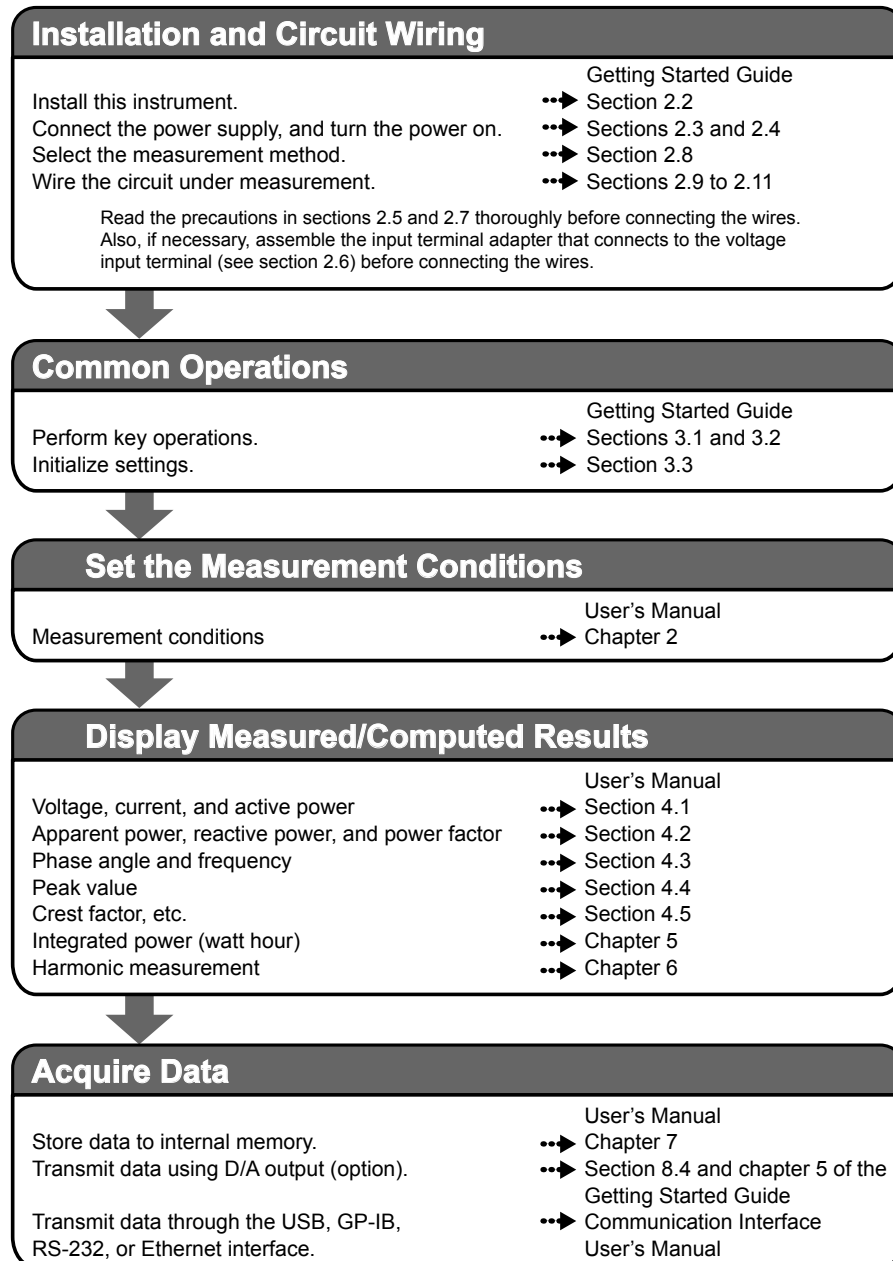 Installation and Circuit Wiring
Getting Started Guide
Install this instrument. Section 2.2
Connect the power supply, and turn the power on. Sections 2.3 and 2.4
Select the measurement method. Section 2.8
Wire the circuit under measurement. Sections 2.9 to 2.11
Read the precautions in sections 2.5 and 2.7 thoroughly before connecting the wires.
Also, if necessary, assemble the input terminal adapter that connects to the voltage
input terminal (see section 2.6) before connecting the wires.
Common Operations
Getting Started Guide
Perform key operations. Sections 3.1 and 3.2
Initialize settings. Section 3.3
Set the Measurement Conditions
User's Manual
Measurement conditions Chapter 2
Display Measured/Computed Results
User's Manual
Voltage, current, and active power Section 4.1
Apparent power, reactive power, and power factor Section 4.2
Phase angle and frequency Section 4.3
Peak value Section 4.4
Crest factor, etc. Section 4.5
Integrated power (watt hour) Chapter 5
Harmonic measurement Chapter 6
Acquire Data
User's Manual
Store data to internal memory. Chapter 7
Transmit data using D/A output (option). Section 8.4 and chapter 5 of the
Getting Started Guide
Transmit data through the USB, GP-IB, Communication Interface
RS-232, or Ethernet interface. User's Manual